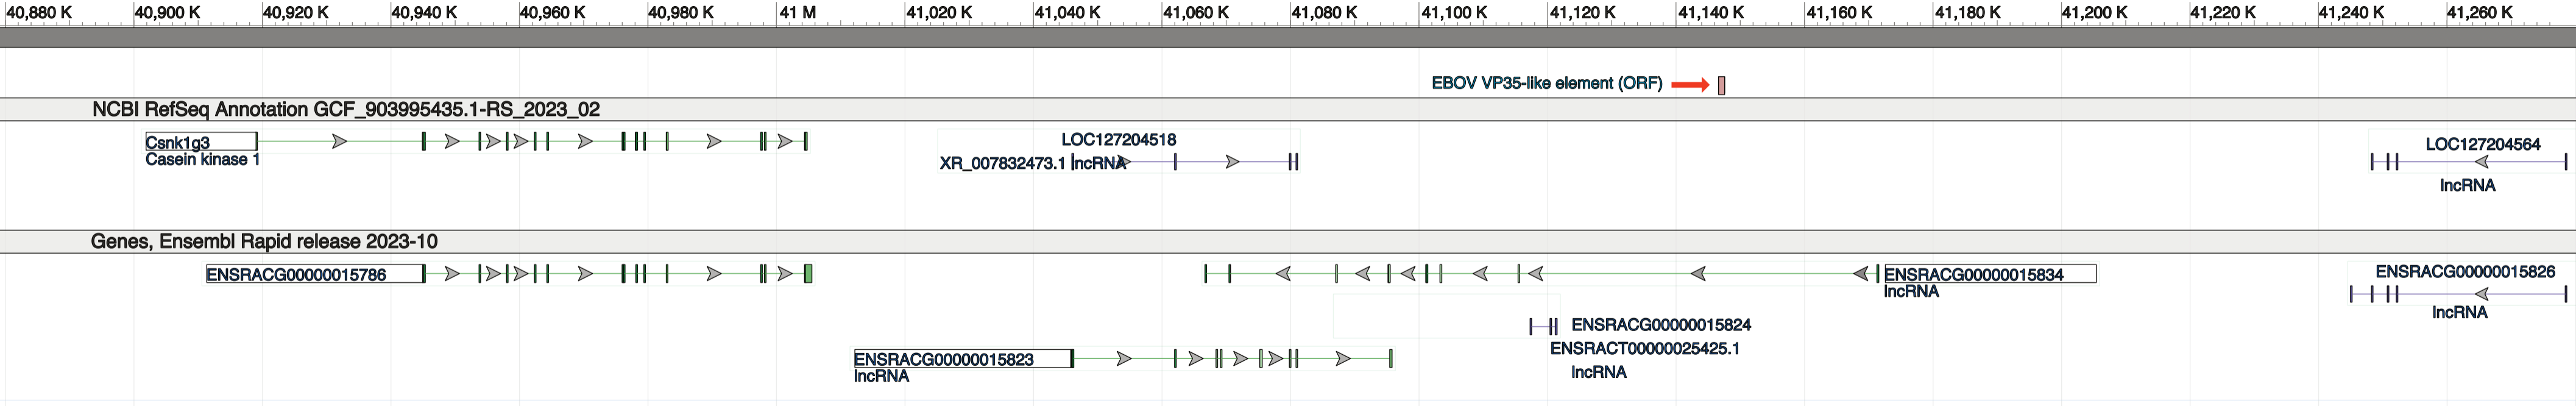 40,880 K 40,900 K 40,920 K 40,940 K 40,960 K 40,980 K 41 M 41,020 K 41,040 K 41,060 K 41,080 K 41,100 K 41,120 K 41,140 K 41,160 K 41,180 K 41,200 K 41,220 K 41,240 K 41,260 K
EBOV VP35-like element (ORF)
NCBI RefSeq Annotation GCF_903995435.1-RS_2023_02
Csnk1g3
Casein kinase 1
LOC127204518
XR_007832473.1 lncRNA
LOC127204564
lncRNA
Genes, Ensembl Rapid release 2023-10
ENSRACG00000015786
ENSRACG00000015834
lncRNA
ENSRACG00000015826
lncRNA
ENSRACG00000015824
ENSRACT00000025425.1
lncRNA
ENSRACG00000015823
lncRNA